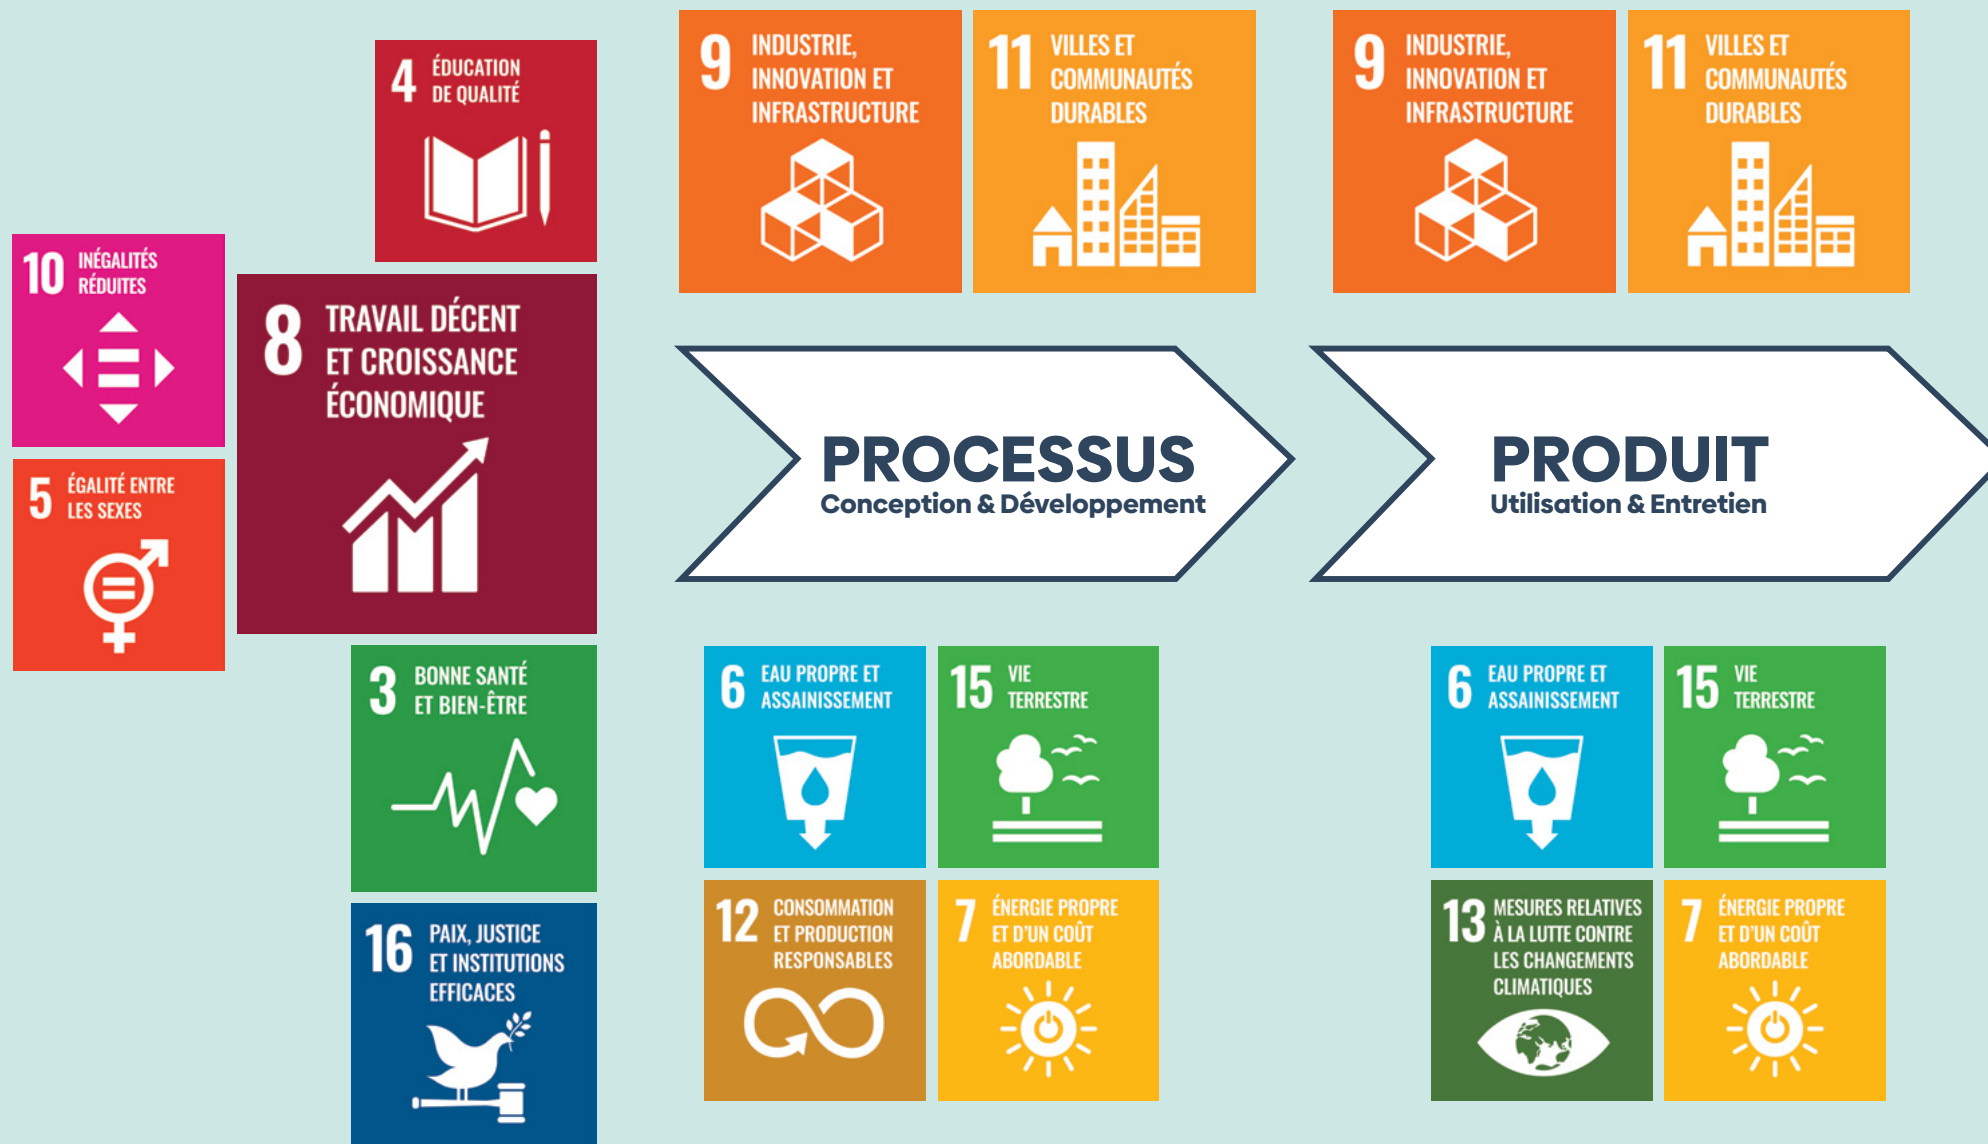 4 ÉDUCATION
DE QUALITÉ
10 INÉGALITÉS
RÉDUITES
8 TRAVAIL DÉCENT
ET CROISSANCE
ÉCONOMIQUE
5 ÉGALITÉ ENTRE
LES SEXES
3 BONNE SANTÉ
ET BIEN-ÊTRE
16 PAIX, JUSTICE
ET INSTITUTIONS
EFFICACES
9 INDUSTRIE,
INNOVATION ET
INFRASTRUCTURE
11 VILLES ET
COMMUNAUTÉS
DURABLES
PROCESSUS
Conception & Développement
6 EAU PROPRE ET
ASSAINISSEMENT
15 VIE
TERRESTRE
12 CONSOMMATION
ET PRODUCTION
RESPONSABLES
7 ÉNERGIE PROPRE
ET D'UN COÛT
ABORDABLE
9 INDUSTRIE,
INNOVATION ET
INFRASTRUCTURE
11 VILLES ET
COMMUNAUTÉS
DURABLES
PRODUIT
Utilisation & Entretien
6 EAU PROPRE ET
ASSAINISSEMENT
15 VIE
TERRESTRE
13 MESURES RELATIVES
À LA LUTTE CONTRE
LES CHANGEMENTS
CLIMATIQUES
7 ÉNERGIE PROPRE
ET D'UN COÛT
ABORDABLE